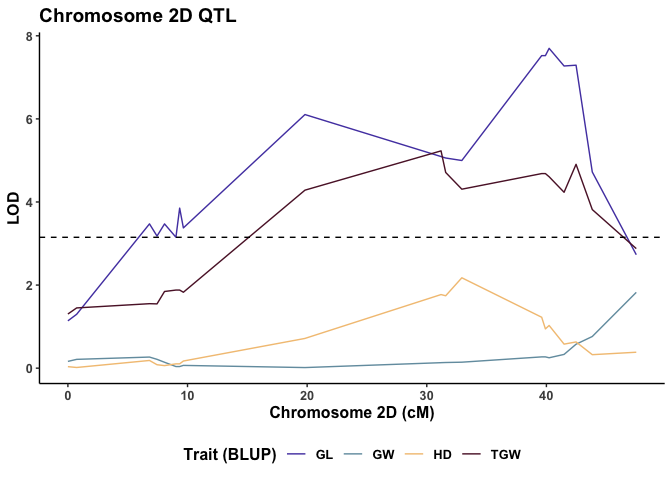 Chromosome 2D QTL
LOD
8
6
4
2
0
0 10 20 30 40
Chromosome 2D (cM)
Trait (BLUP) GL GW HD TGW